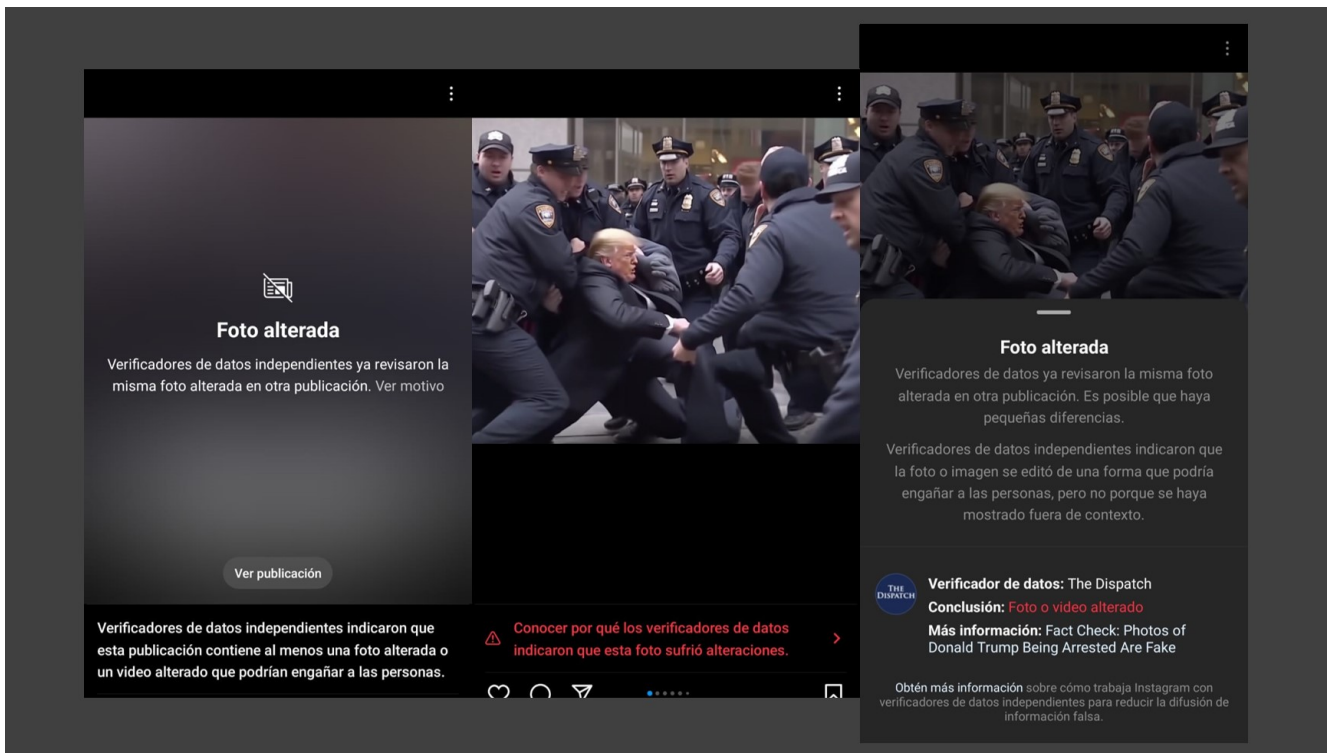 Foto alterada
Verificadores de datos independientes ya revisaron la
misma foto alterada en otra publicación. Ver motivo
Ver publicación
Verificadores de datos independientes indicaron que
esta publicación contiene al menos una foto alterada o
un video alterado que podrían engañar a las personas.
Conocer por qué los verificadores de datos
indicaron que esta foto sufrió alteraciones.
Foto alterada
Verificadores de datos ya revisaron la misma foto
alterada en otra publicación. Es posible que haya
pequeñas diferencias.
Verificadores de datos independientes indicaron que
la foto o imagen se editó de una forma que podría
engañar a las personas, pero no porque se haya
mostrado fuera de contexto.
THE
DISPATCH
Verificador de datos: The Dispatch
Conclusión: Foto o video alterado
Más información: Fact Check: Photos of
Donald Trump Being Arrested Are Fake
Obtén más información sobre cómo trabaja Instagram con
verificadores de datos independientes para reducir la difusión de
información falsa.